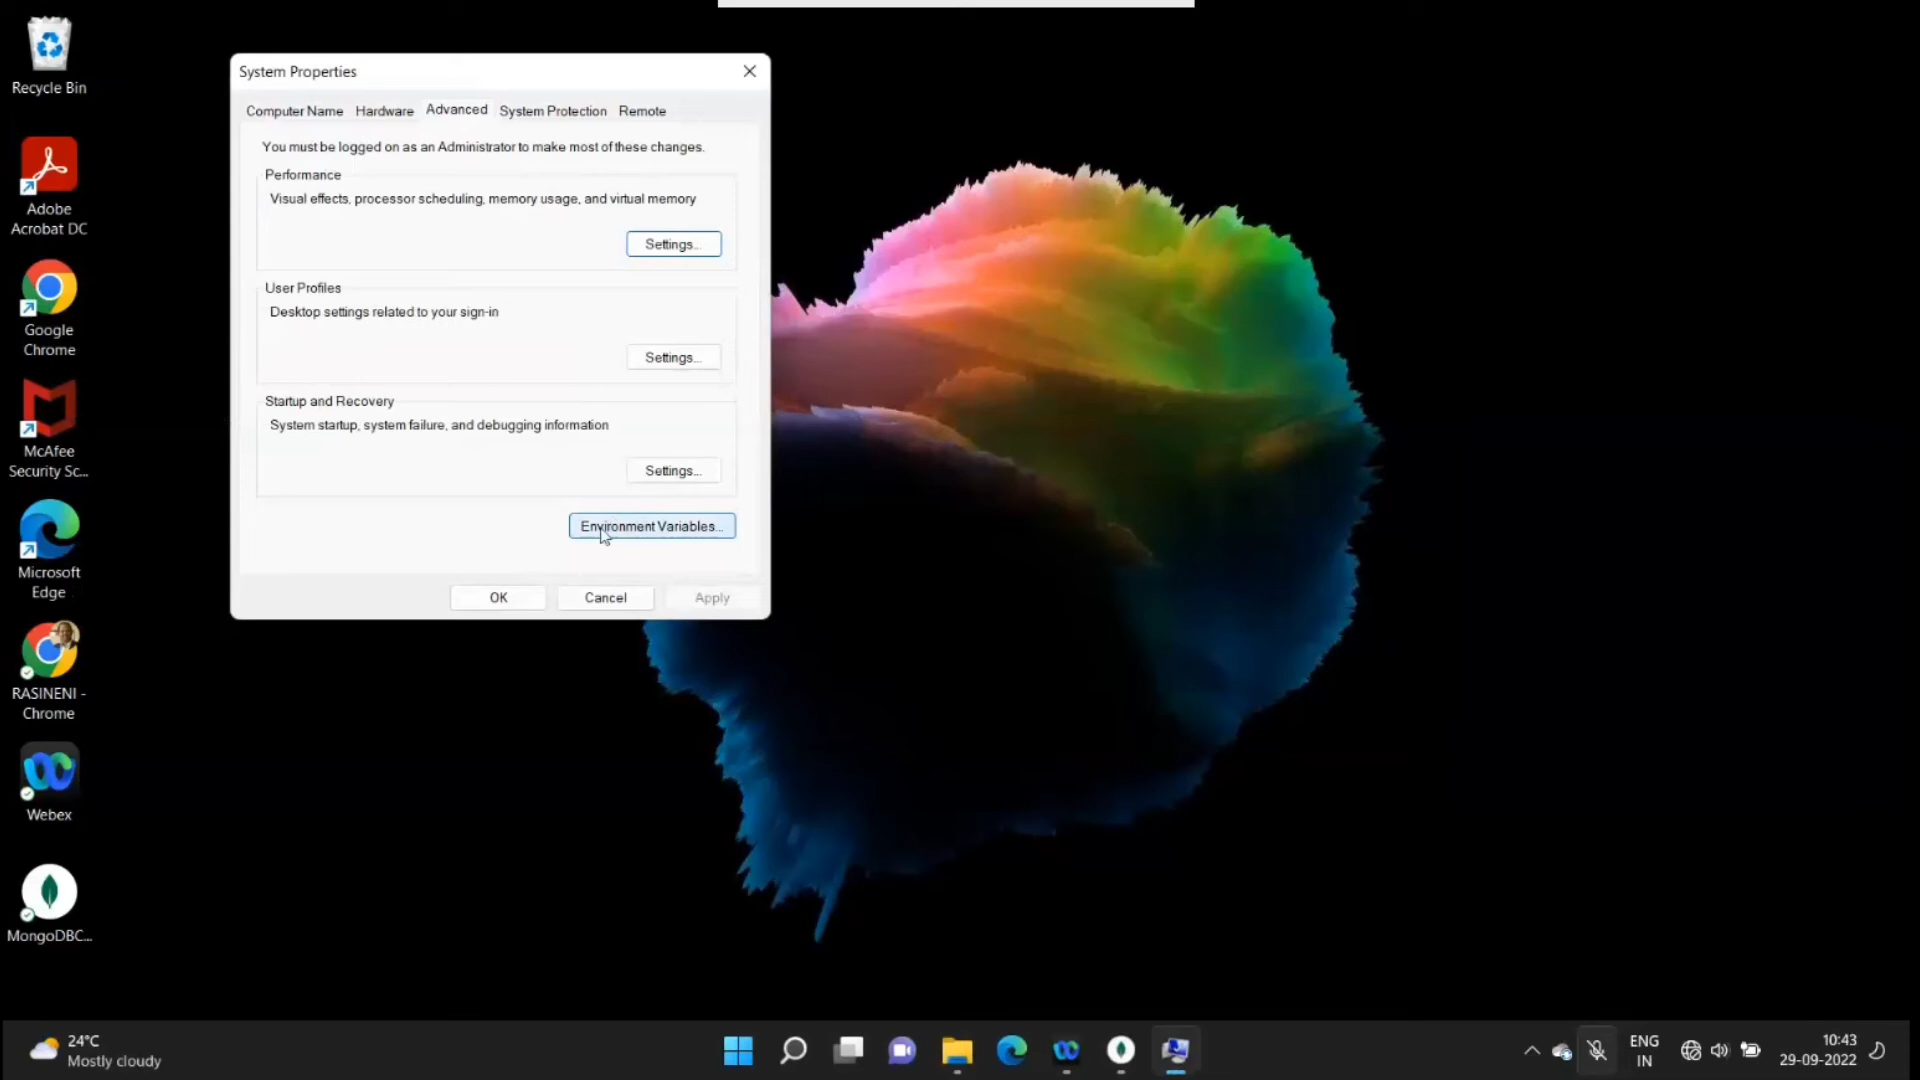 Recycle Bin
Adobe
Acrobat DC
Google
Chrome
McAfee
Security Sc...
Microsoft
Edge
RASINENI -
Chrome
Webex
MongoDBC...
System Properties
Computer Name Hardware Advanced System Protection Remote
You must be logged on as an Administrator to make most of these changes.
Performance
Visual effects, processor scheduling, memory usage, and virtual memory
Settings...
User Profiles
Desktop settings related to your sign-in
Settings...
Startup and Recovery
System startup, system failure, and debugging information
Settings...
Environment Variables...
OK Cancel Apply
24°C
Mostly cloudy
ENG
IN
10:43
29-09-2022